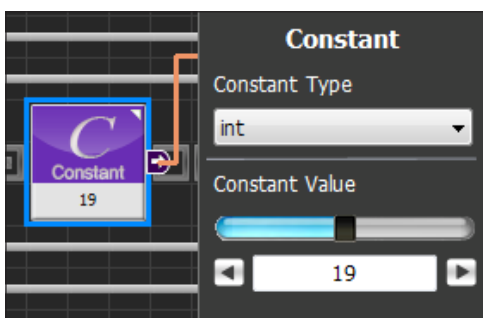 C
Constant
19
Constant
Constant Type
int
Constant Value
19